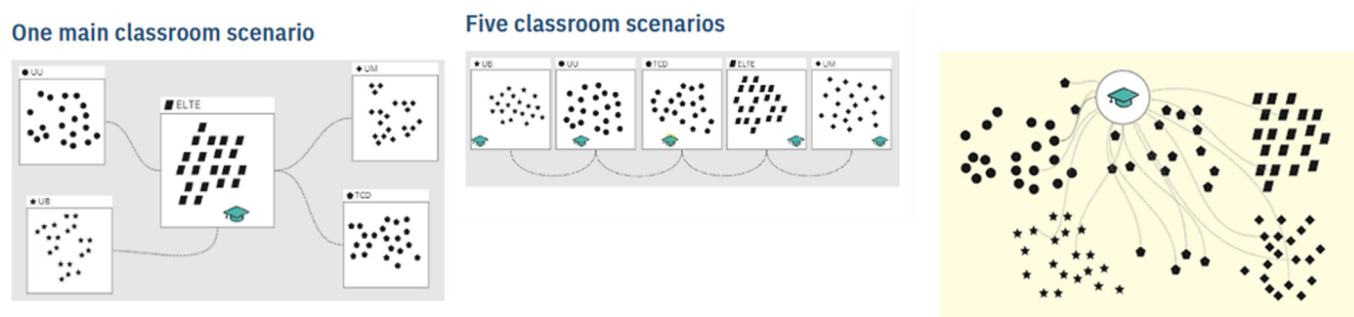 One main classroom scenario
UU
UM
ELTE
UB
TCD
Five classroom scenarios
UB
UU
TCD
ELTE
UM